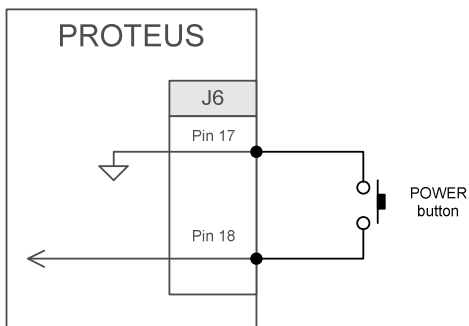 PROTEUS
J6
Pin 17
POWER
button
Pin 18